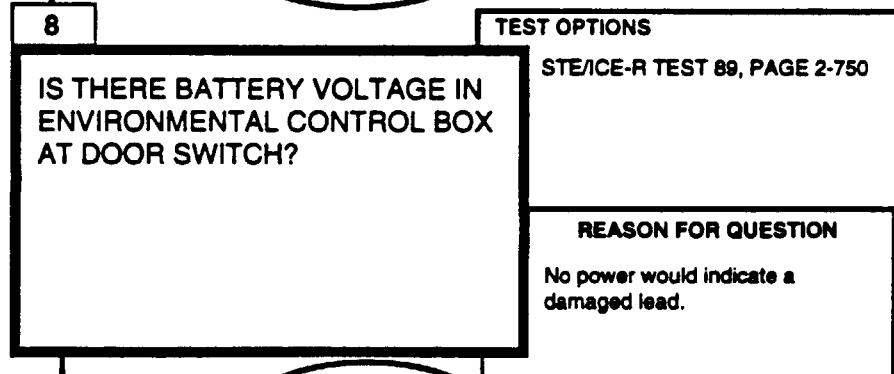 8
IS THERE BATTERY VOLTAGE IN
ENVIRONMENTAL CONTROL BOX
AT DOOR SWITCH?
TEST OPTIONS
STE/ICE-R TEST 89, PAGE 2-750
REASON FOR QUESTION
No power would indicate a
damaged lead.